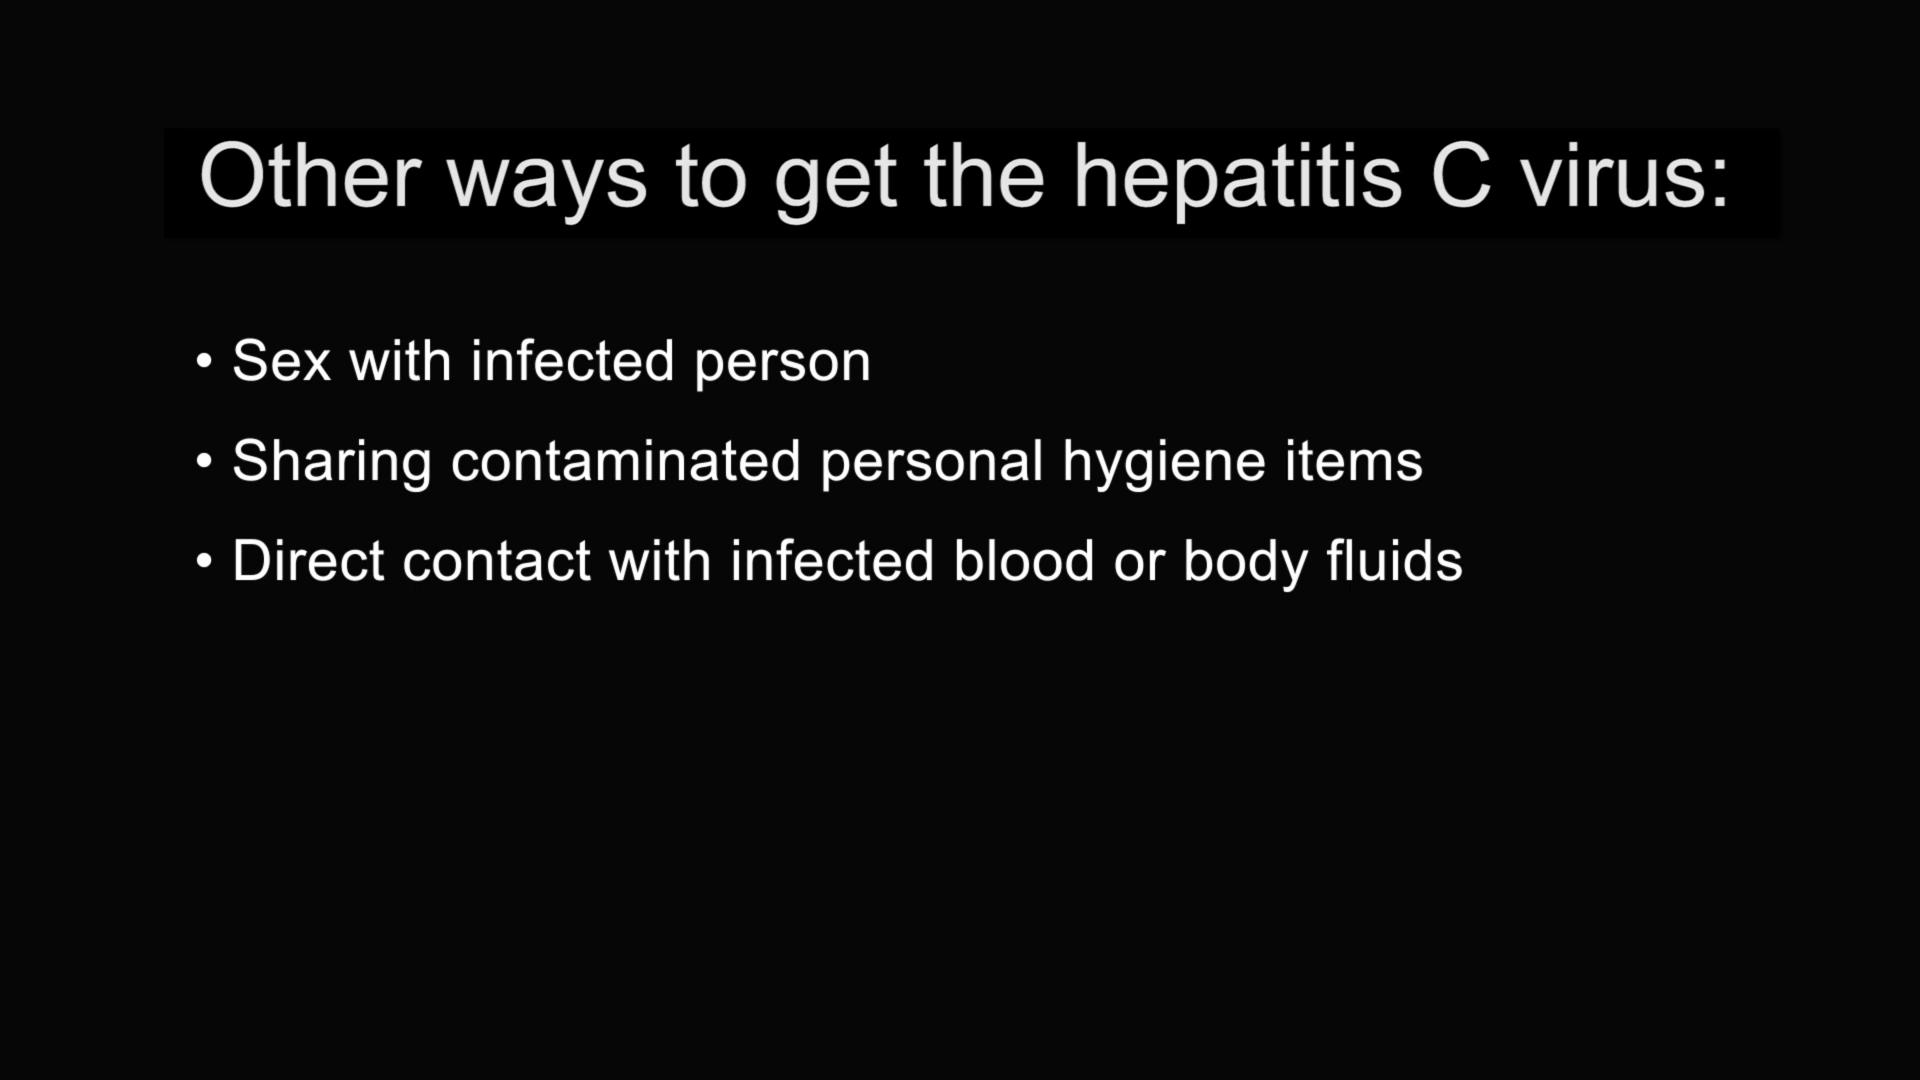 Other ways to get the hepatitis C virus:
• Sex with infected person
• Sharing contaminated personal hygiene items
• Direct contact with infected blood or body fluids